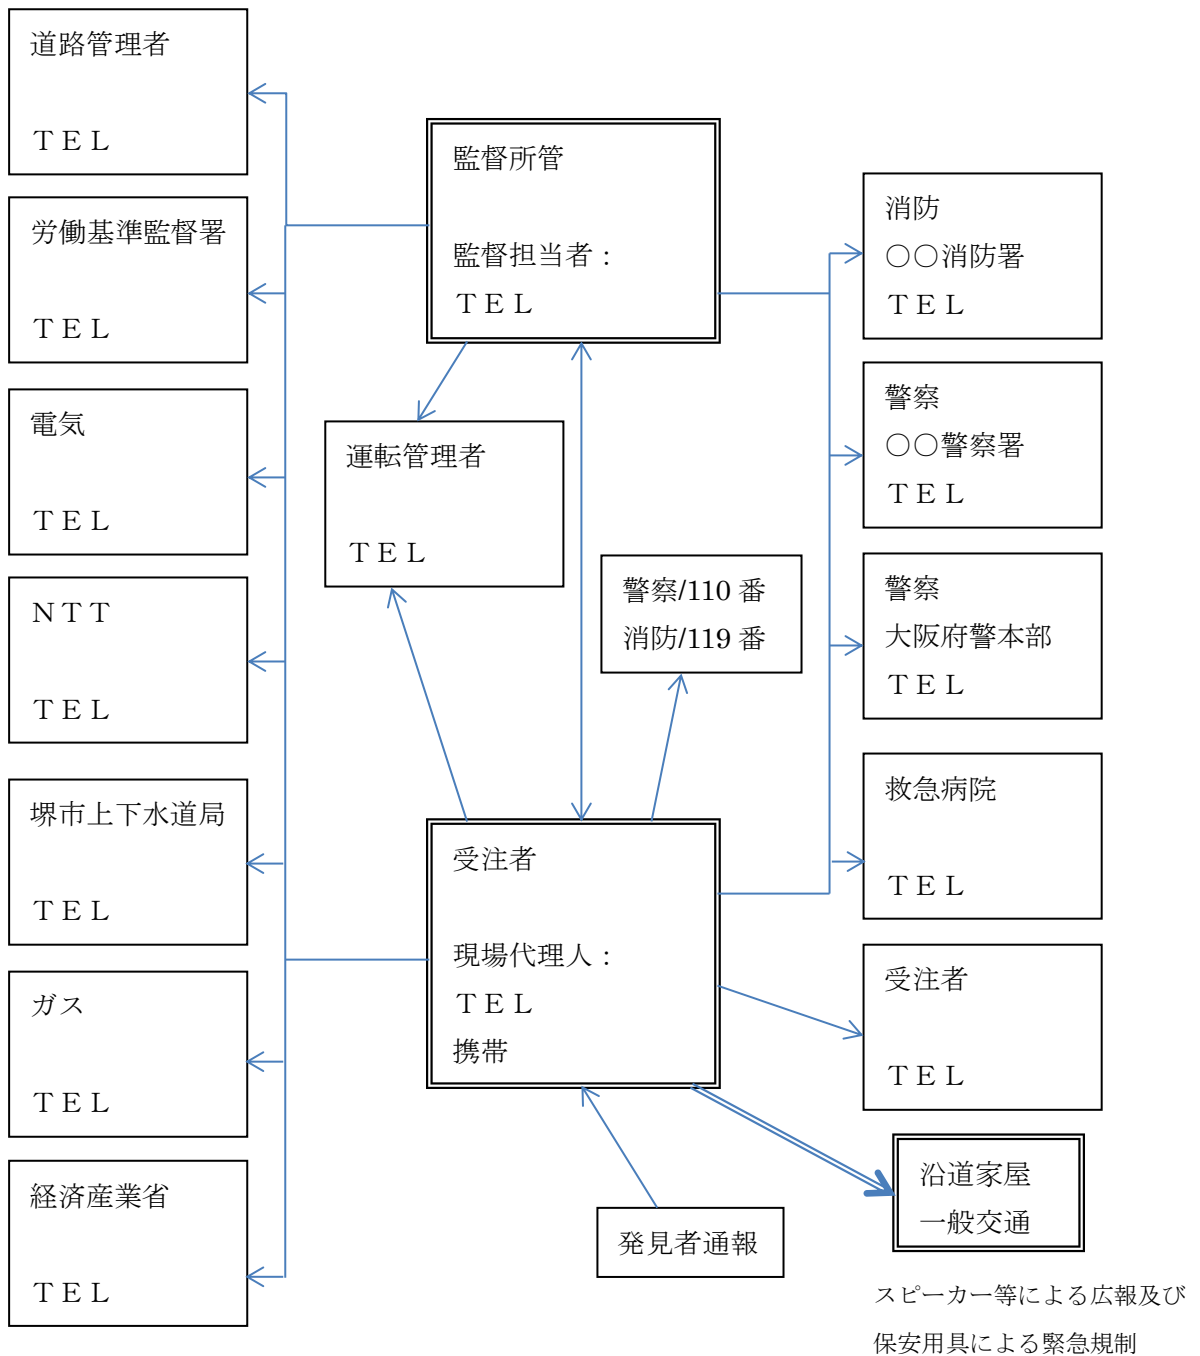 道路管理者
ＴＥＬ
労働基準監督署
ＴＥＬ
電気
ＴＥＬ
ＮＴＴ
ＴＥＬ
堺市上下水道局
ＴＥＬ
ガス
ＴＥＬ
経済産業省
ＴＥＬ
監督所管
監督担当者：
ＴＥＬ
運転管理者
ＴＥＬ
警察/110 番
消防/119 番
受注者
現場代理人：
ＴＥＬ
携帯
発見者通報
消防
○○消防署
ＴＥＬ
警察
○○警察署
ＴＥＬ
警察
大阪府警本部
ＴＥＬ
救急病院
ＴＥＬ
受注者
ＴＥＬ
沿道家屋
一般交通
スピーカー等による広報及び
保安用具による緊急規制